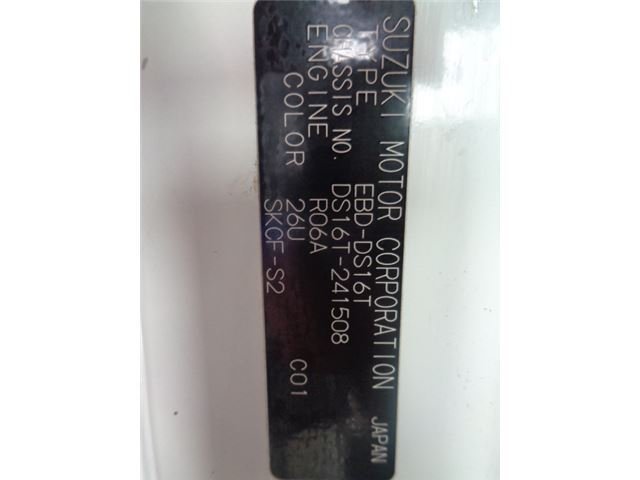 SUZUKI MOTOR CORPORATION JAPAN
TYPE EBD-DS16T
CHASSIS NO. DS16T-241508
ENGINE R06A
COLOR 26U C01
SKCF-S2